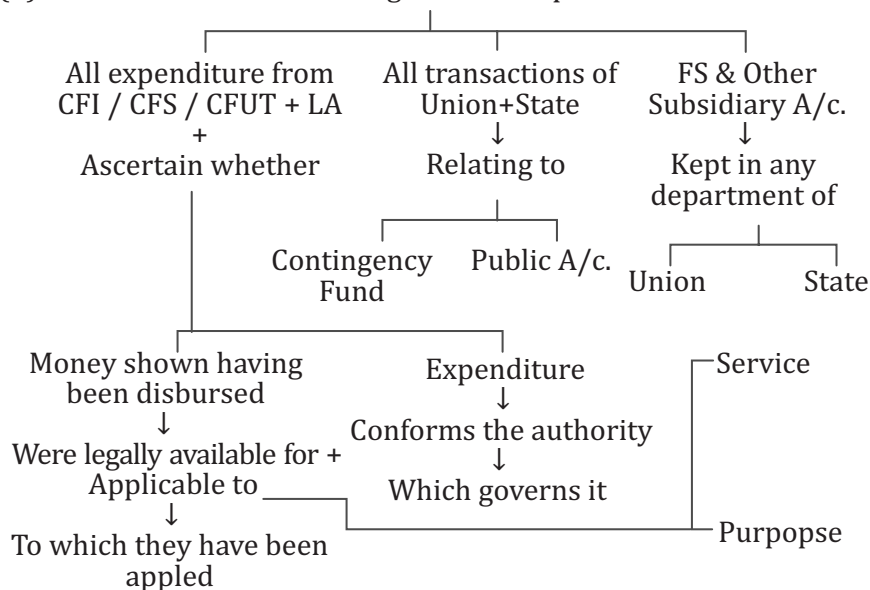 All expenditure from
CFI / CFS / CFUT + LA
+
Ascertain whether
All transactions of
Union+State
↓
Relating to
Contingency
Fund
Public A/c.
FS & Other
Subsidiary A/c.
↓
Kept in any
department of
Union
State
Money shown having
been disbursed
↓
Were legally available for +
Applicable to
↓
To which they have been
appled
Expenditure
↓
Conforms the authority
↓
Which governs it
Service
Purpopse